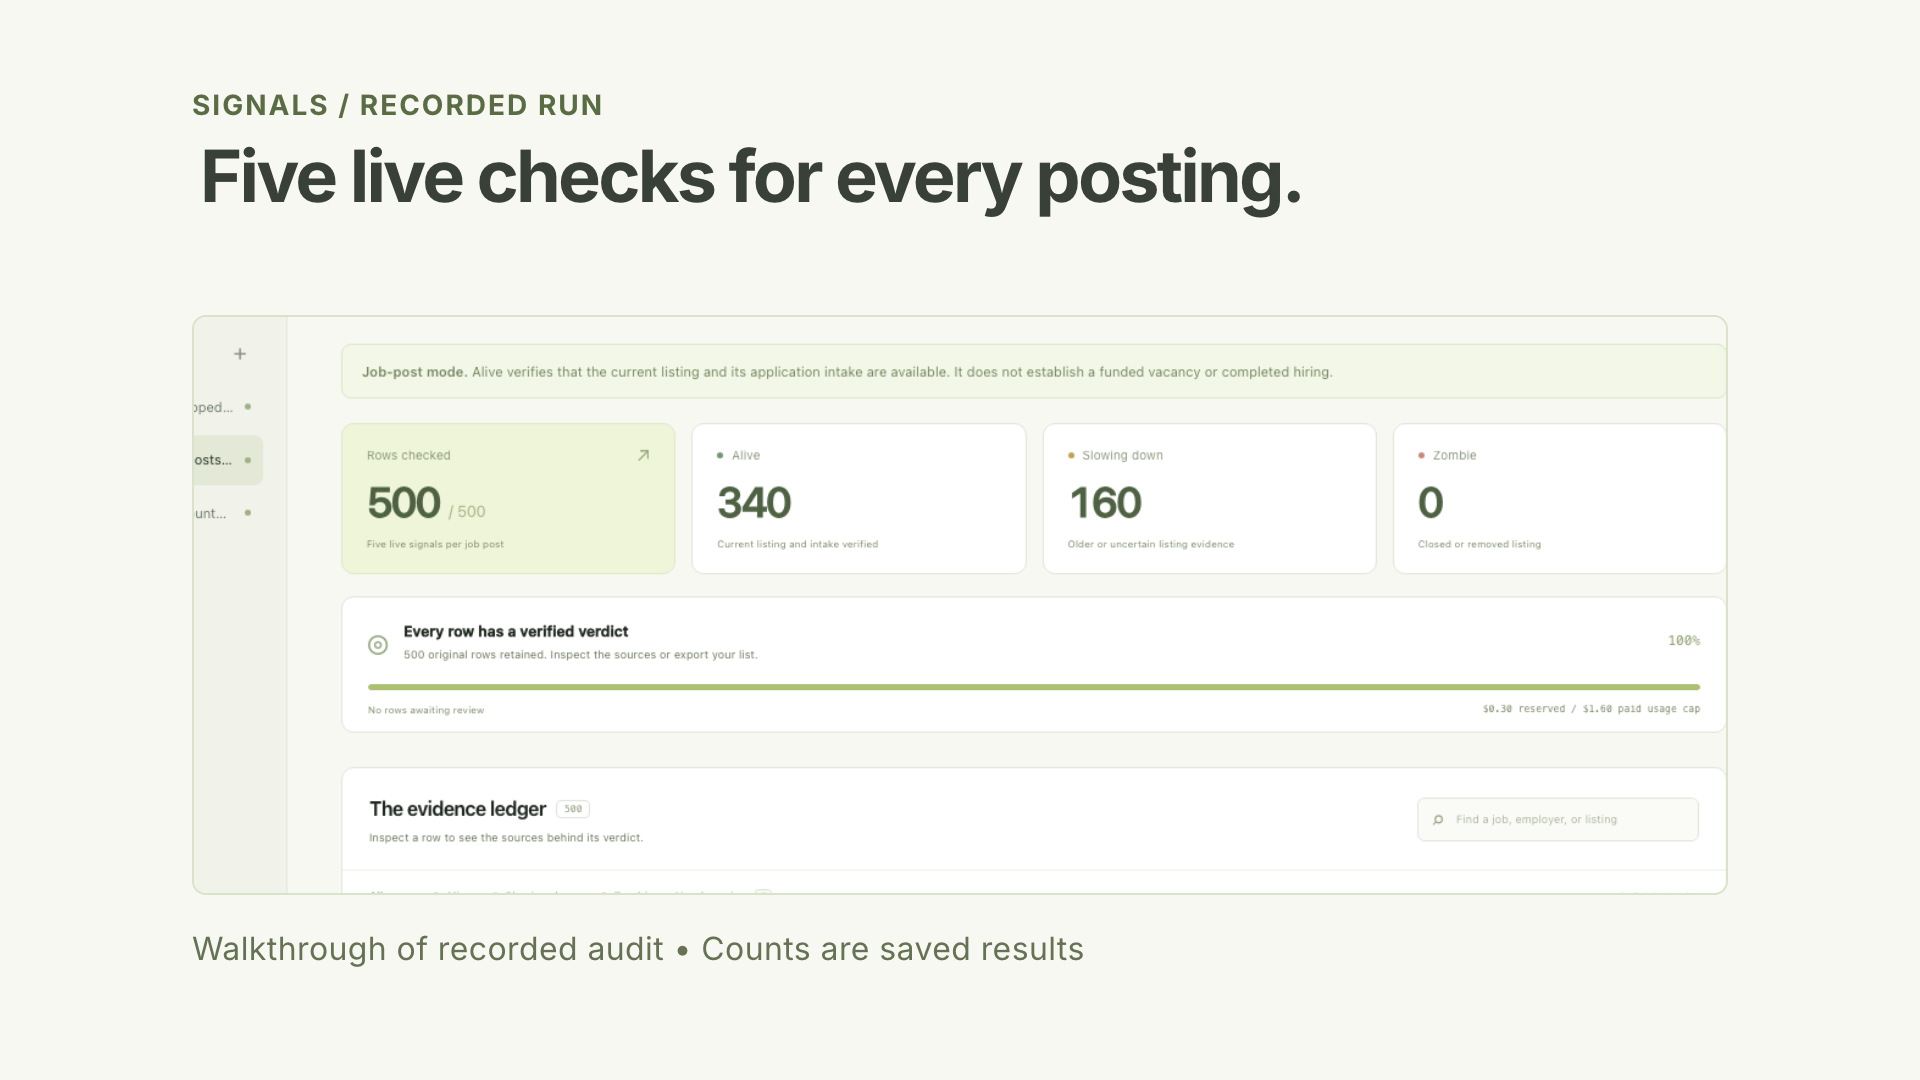 SIGNALS / RECORDED RUN
Five live checks for every posting.
+
Job-post mode. Alive verifies that the current listing and its application intake are available. It does not establish a funded vacancy or completed hiring.
pped...
osts...
unt...
Rows checked
500 / 500
Five live signals per job post
Alive
340
Current listing and intake verified
Slowing down
160
Older or uncertain listing evidence
Zombie
0
Closed or removed listing
Every row has a verified verdict
500 original rows retained. Inspect the sources or export your list.
100%
No rows awaiting review
$0.30 reserved / $1.60 paid usage cap
The evidence ledger 500
Inspect a row to see the sources behind its verdict.
Find a job, employer, or listing
Walkthrough of recorded audit • Counts are saved results